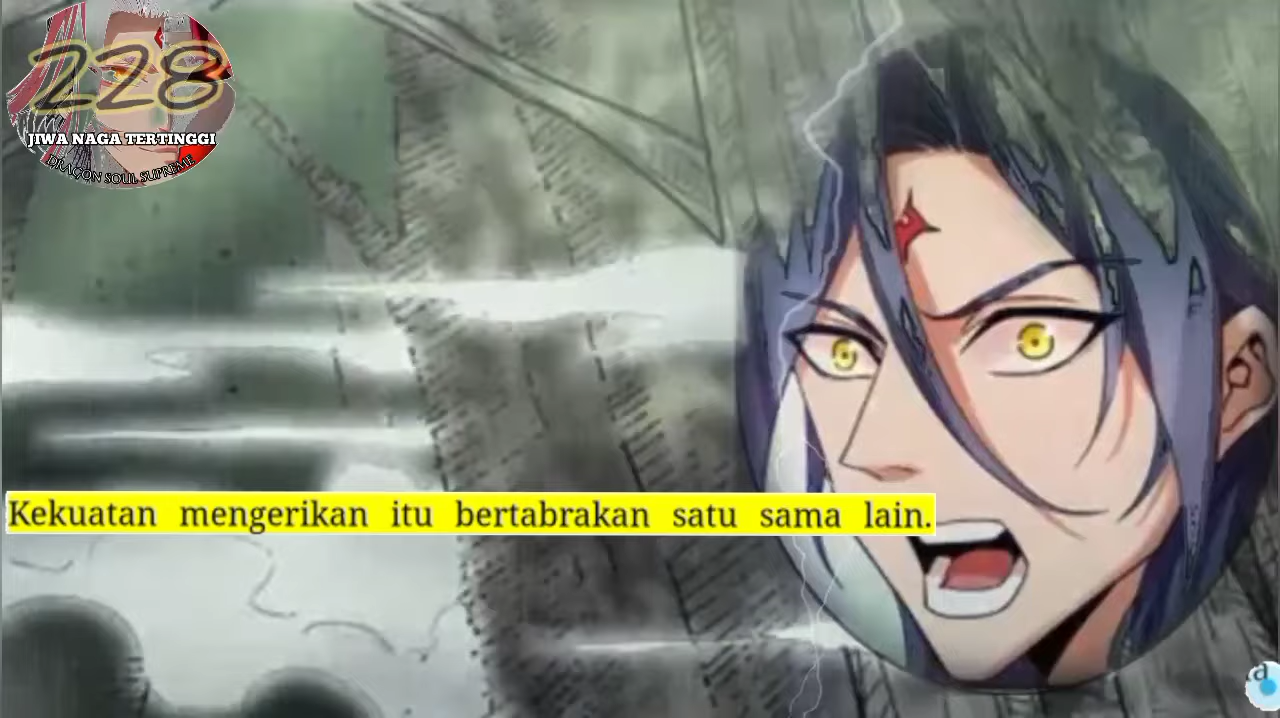 228
JIWA NAGA TERTINGGI
DRAGON SOUL SUPREME
Kekuatan mengerikan itu bertabrakan satu sama lain.